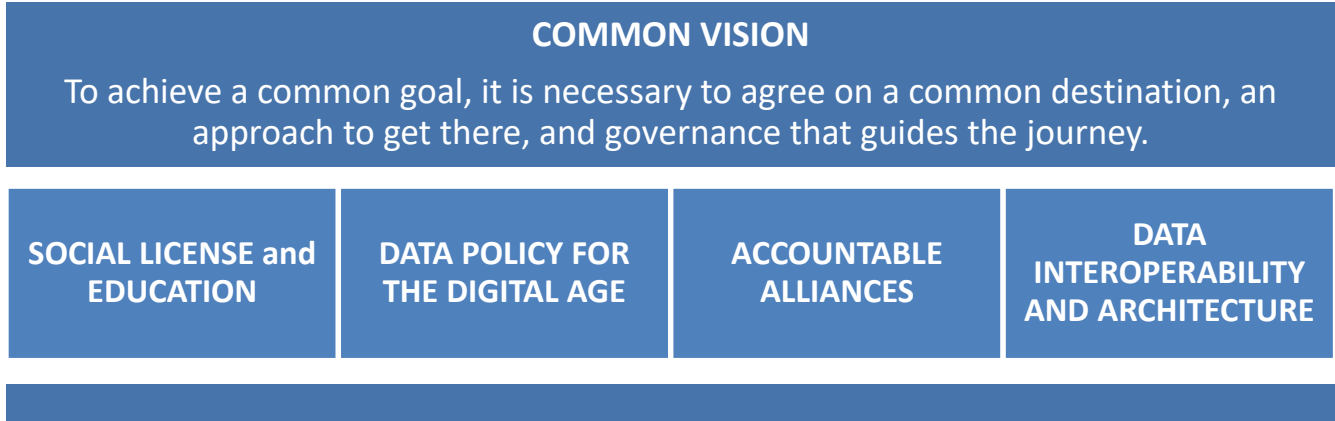 COMMON VISION
To achieve a common goal, it is necessary to agree on a common destination, an
approach to get there, and governance that guides the journey.
SOCIAL LICENSE and
EDUCATION
DATA POLICY FOR
THE DIGITAL AGE
ACCOUNTABLE
ALLIANCES
DATA
INTEROPERABILITY
AND ARCHITECTURE